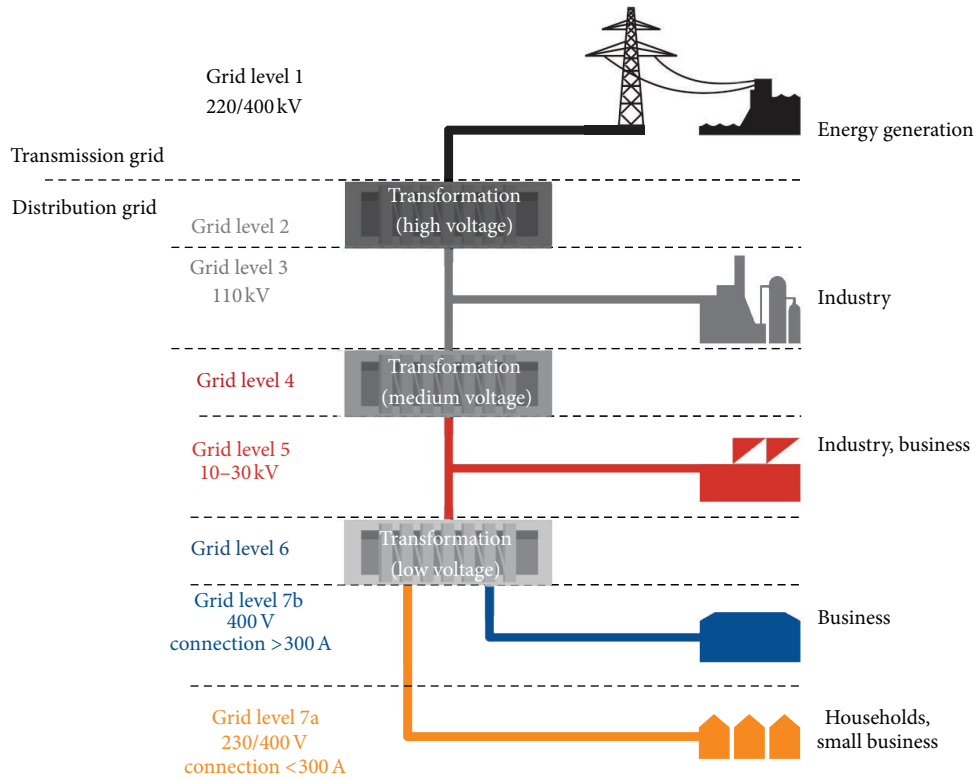 Grid level 1
220/400 kV
Energy generation
Transmission grid
Distribution grid
Transformation
(high voltage)
Grid level 2
Grid level 3
110 kV
Industry
Transformation
(medium voltage)
Grid level 4
Grid level 5
10–30 kV
Industry, business
Transformation
(low voltage)
Grid level 6
Grid level 7b
400 V
connection >300 A
Business
Grid level 7a
230/400 V
connection <300 A
Households,
small business